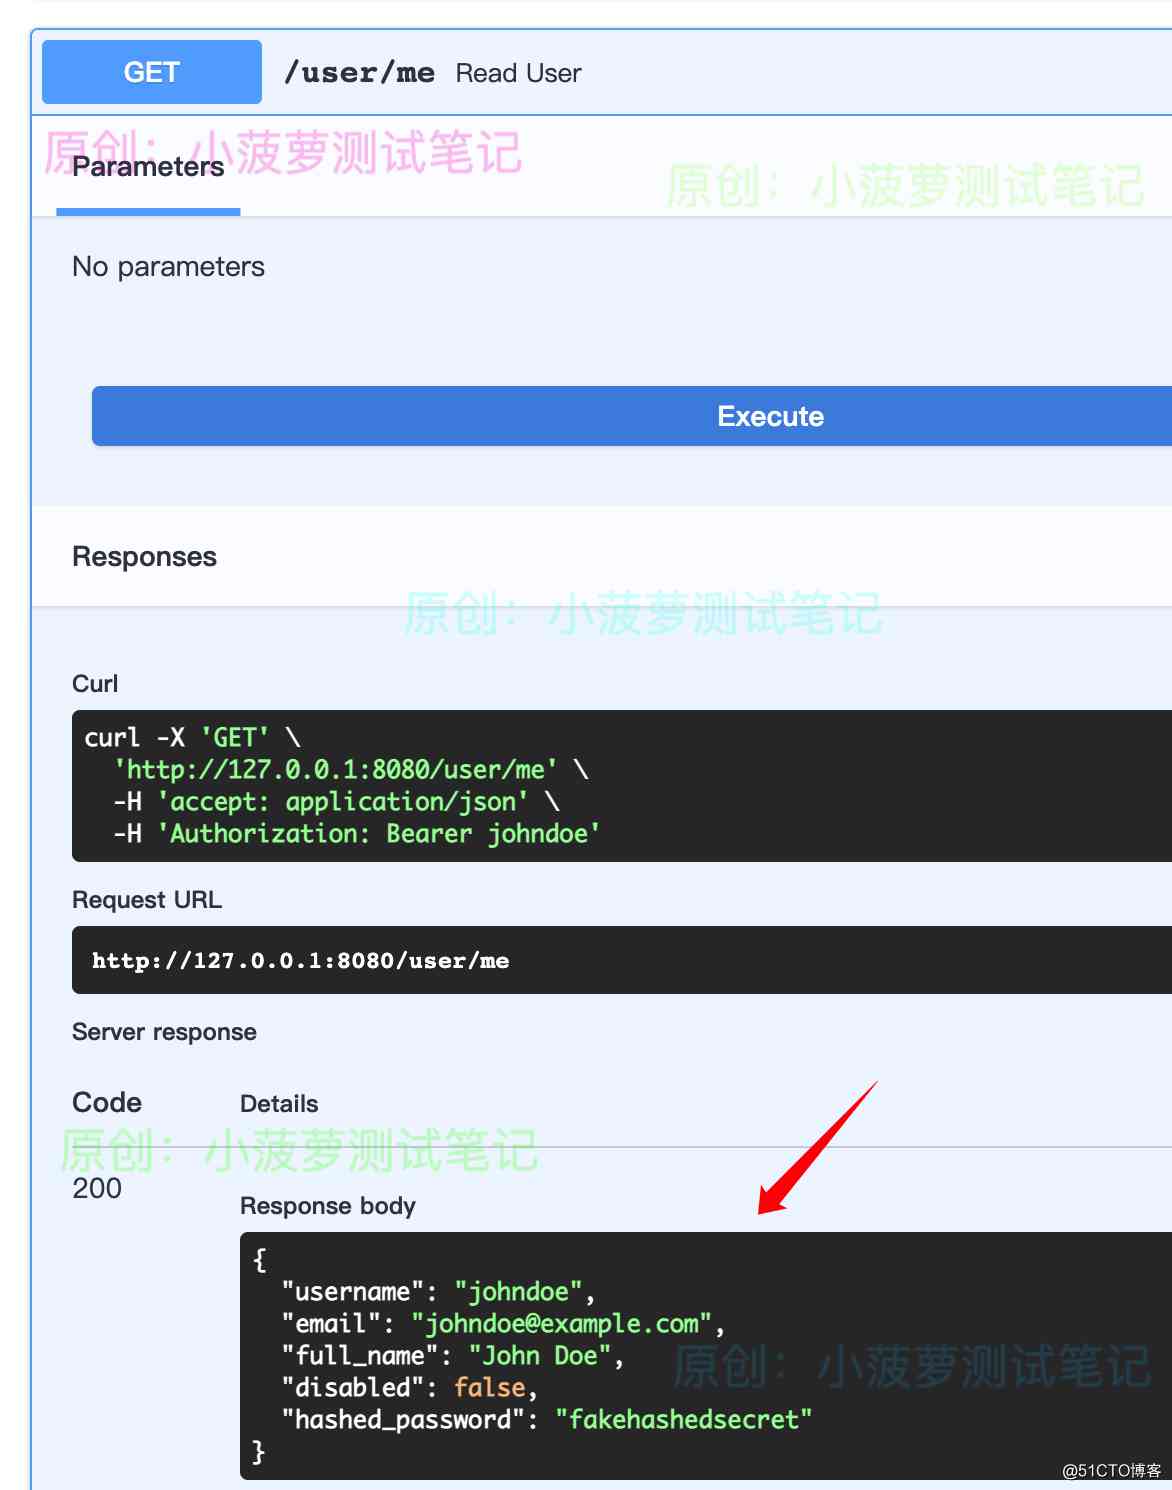 GET /user/me Read User
原创：小菠萝测试笔记
Parameters
原创：小菠萝测试笔记
No parameters
Execute
Responses
原创：小菠萝测试笔记
Curl
curl -X 'GET' \
  'http://127.0.0.1:8080/user/me' \
  -H 'accept: application/json' \
  -H 'Authorization: Bearer johndoe'
Request URL
http://127.0.0.1:8080/user/me
Server response
Code Details
原创：小菠萝测试笔记
200
Response body
{
  "username": "johndoe",
  "email": "johndoe@example.com",
  "full_name": "John Doe",
原创：小菠萝测试笔记
  "disabled": false,
  "hashed_password": "fakehashedsecret"
}
@51CTO博客